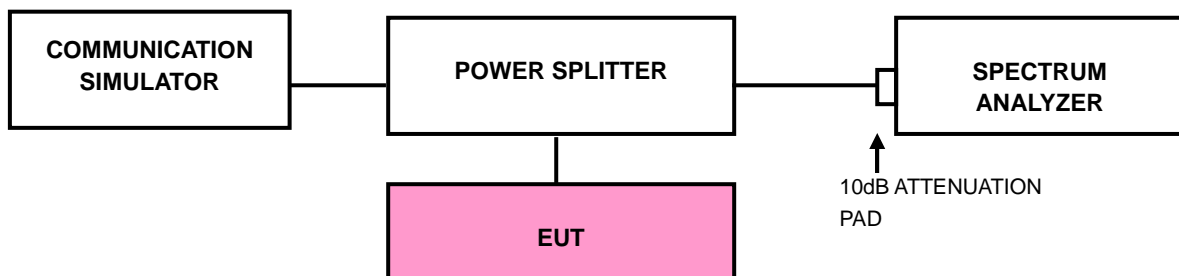 COMMUNICATION
SIMULATOR
POWER SPLITTER
SPECTRUM
ANALYZER
10dB ATTENUATION
PAD
EUT